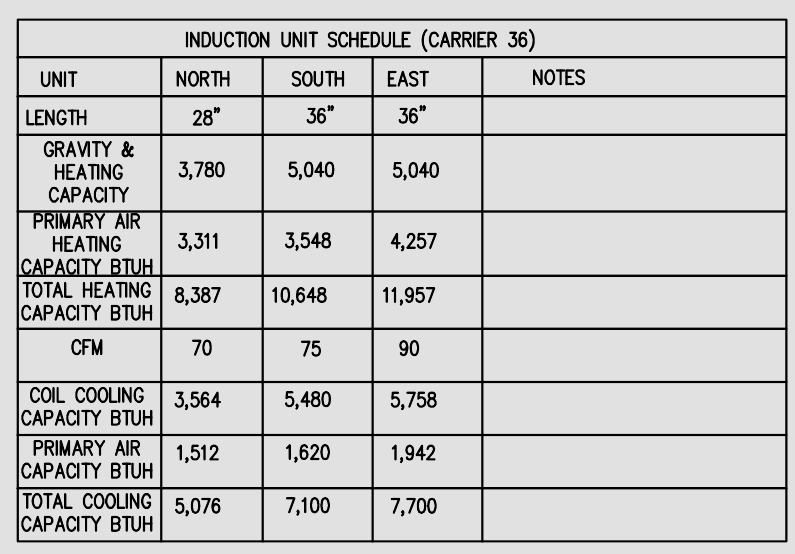 INDUCTION UNIT SCHEDULE (CARRIER 36)
UNIT NORTH SOUTH EAST NOTES
LENGTH 28" 36" 36"
GRAVITY &
HEATING 3,780 5,040 5,040
CAPACITY
PRIMARY AIR
HEATING 3,311 3,548 4,257
CAPACITY BTUH
TOTAL HEATING 8,387 10,648 11,957
CAPACITY BTUH
CFM 70 75 90
COIL COOLING 3,564 5,480 5,758
CAPACITY BTUH
PRIMARY AIR 1,512 1,620 1,942
CAPACITY BTUH
TOTAL COOLING 5,076 7,100 7,700
CAPACITY BTUH